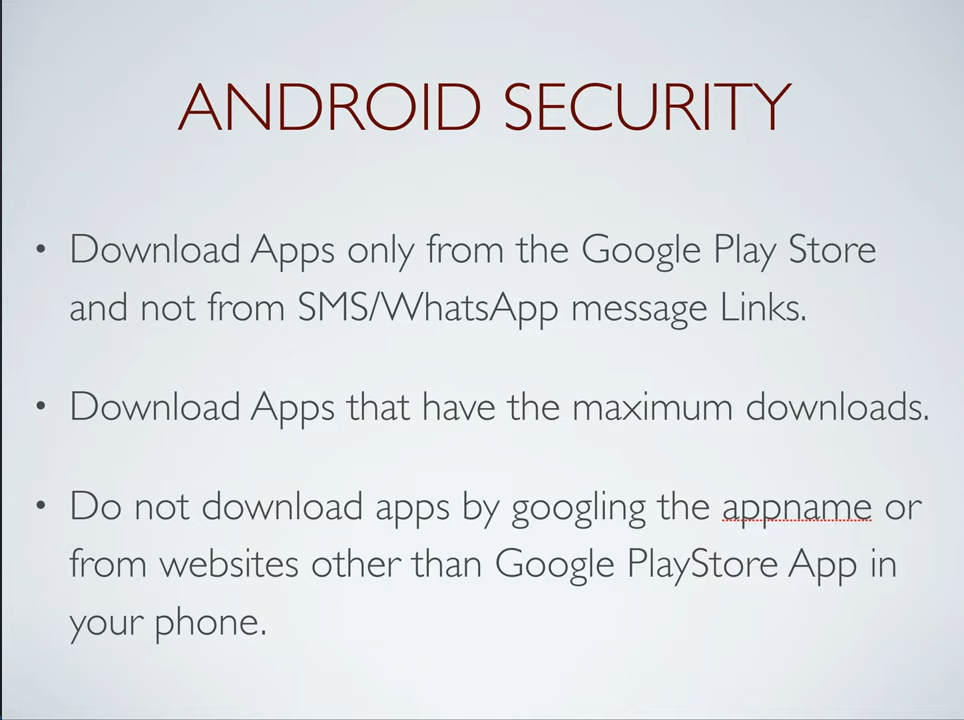 ANDROID SECURITY
• Download Apps only from the Google Play Store
and not from SMS/WhatsApp message Links.
• Download Apps that have the maximum downloads.
• Do not download apps by googling the appname or
from websites other than Google PlayStore App in
your phone.